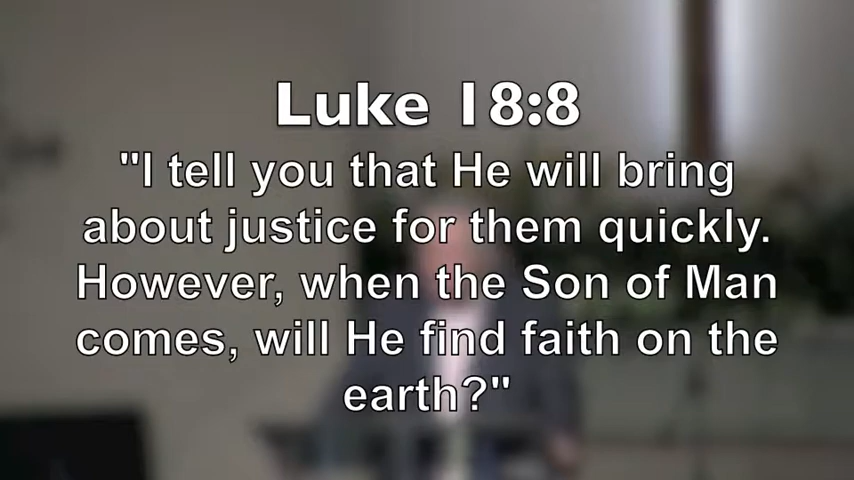 Luke 18:8
"I tell you that He will bring
about justice for them quickly.
However, when the Son of Man
comes, will He find faith on the
earth?"